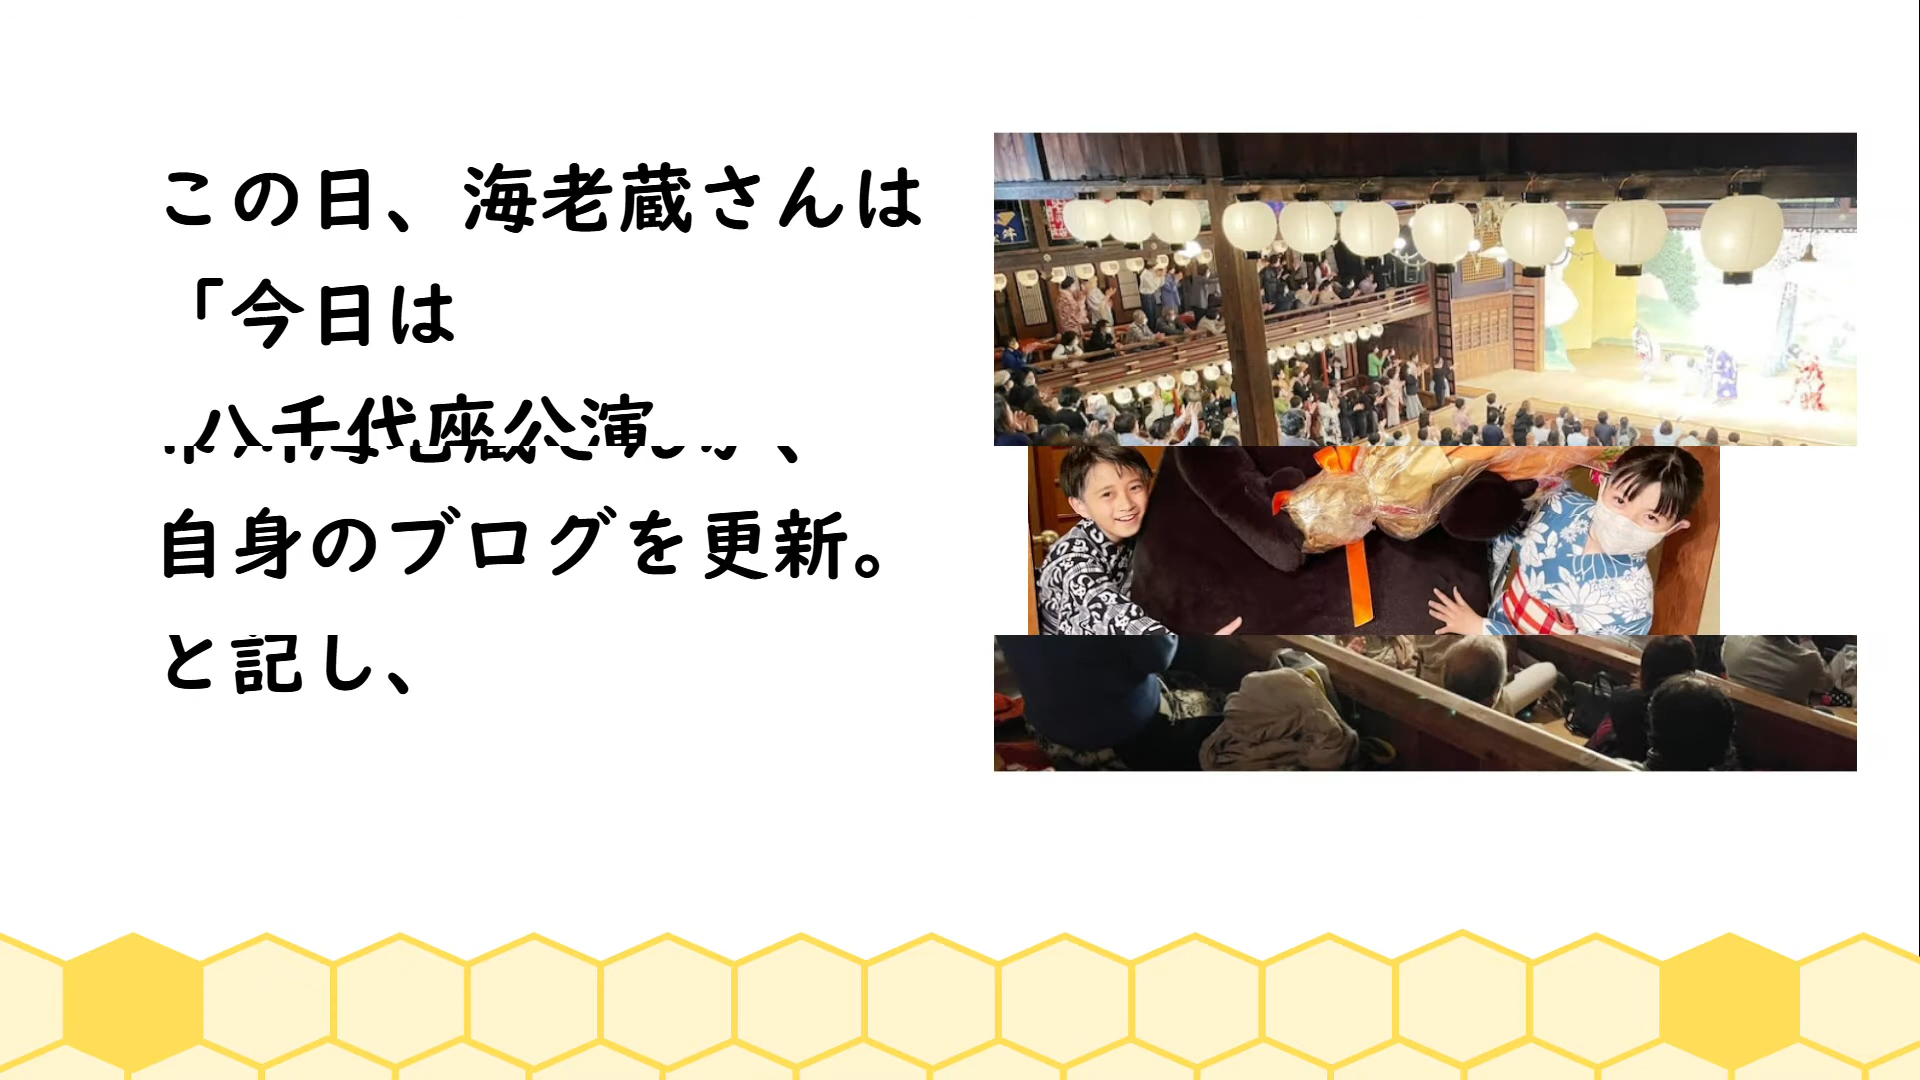 この日、海老蔵さんは
「今日は
八千代座公演
自身のブログを更新。
と記し、